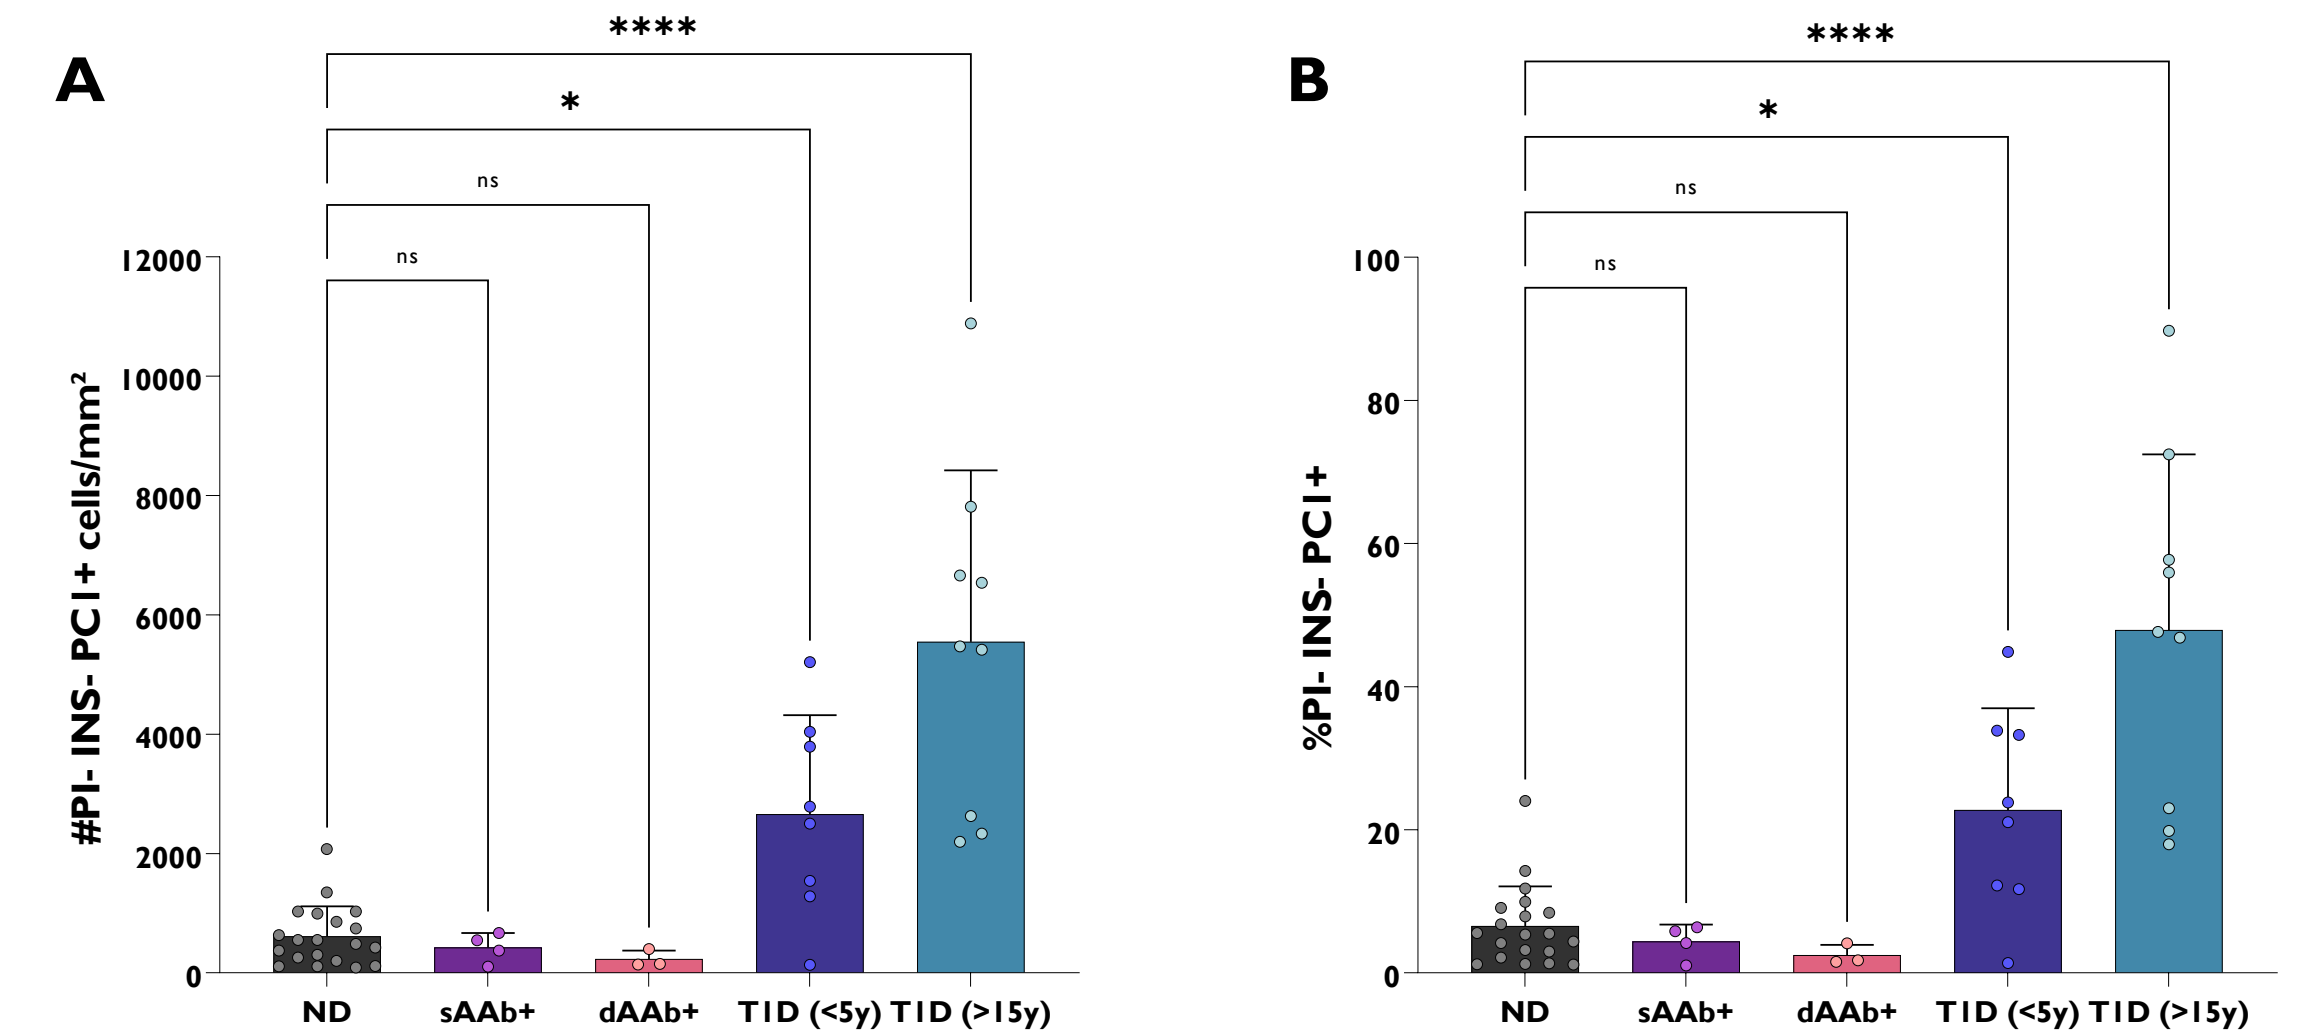 A
****
*
ns
ns
#PI- INS- PC1+ cells/mm²
12000
10000
8000
6000
4000
2000
0
ND
sAAb+
dAAb+
T1D (<5y)
T1D (>15y)
B
****
*
ns
ns
%PI- INS- PC1+
100
80
60
40
20
0
ND
sAAb+
dAAb+
T1D (<5y)
T1D (>15y)